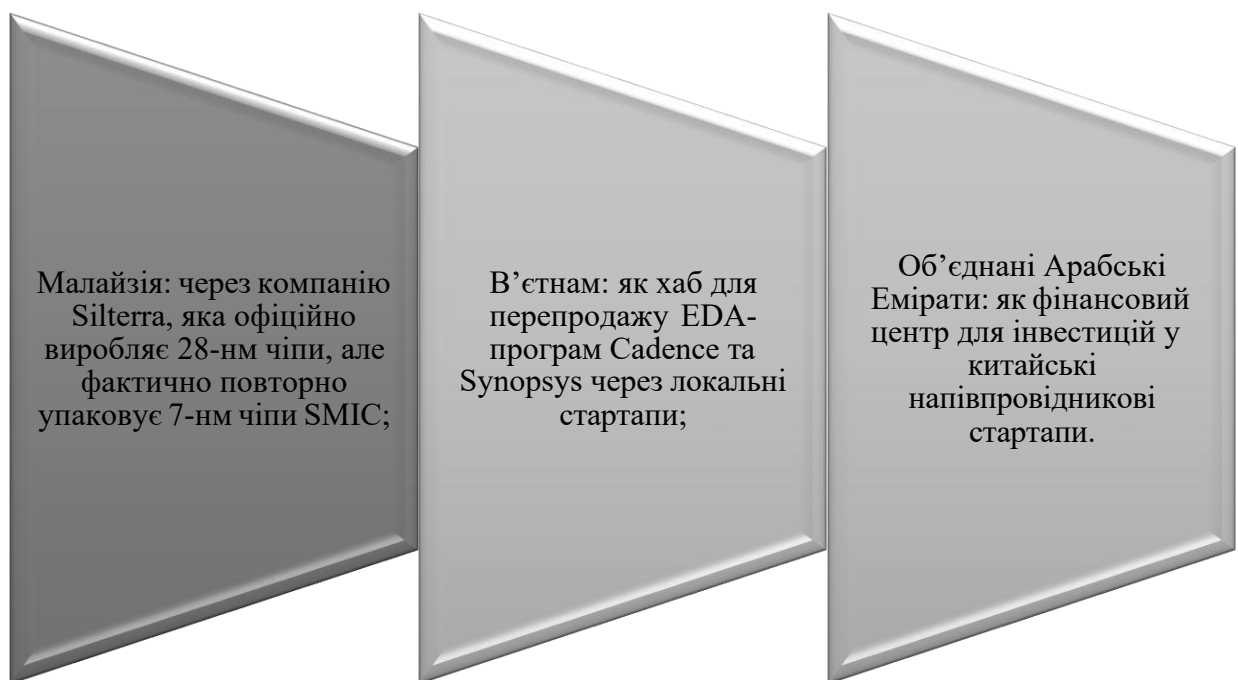 Малайзія: через компанію
Silterra, яка офіційно
виробляє 28-нм чіпи, але
фактично повторно
упаковує 7-нм чіпи SMIC;
В’єтнам: як хаб для
перепродажу EDA-
програм Cadence та
Synopsys через локальні
стартапи;
Об’єднані Арабські
Емірати: як фінансовий
центр для інвестицій у
китайські
напівпровідникові
стартапи.